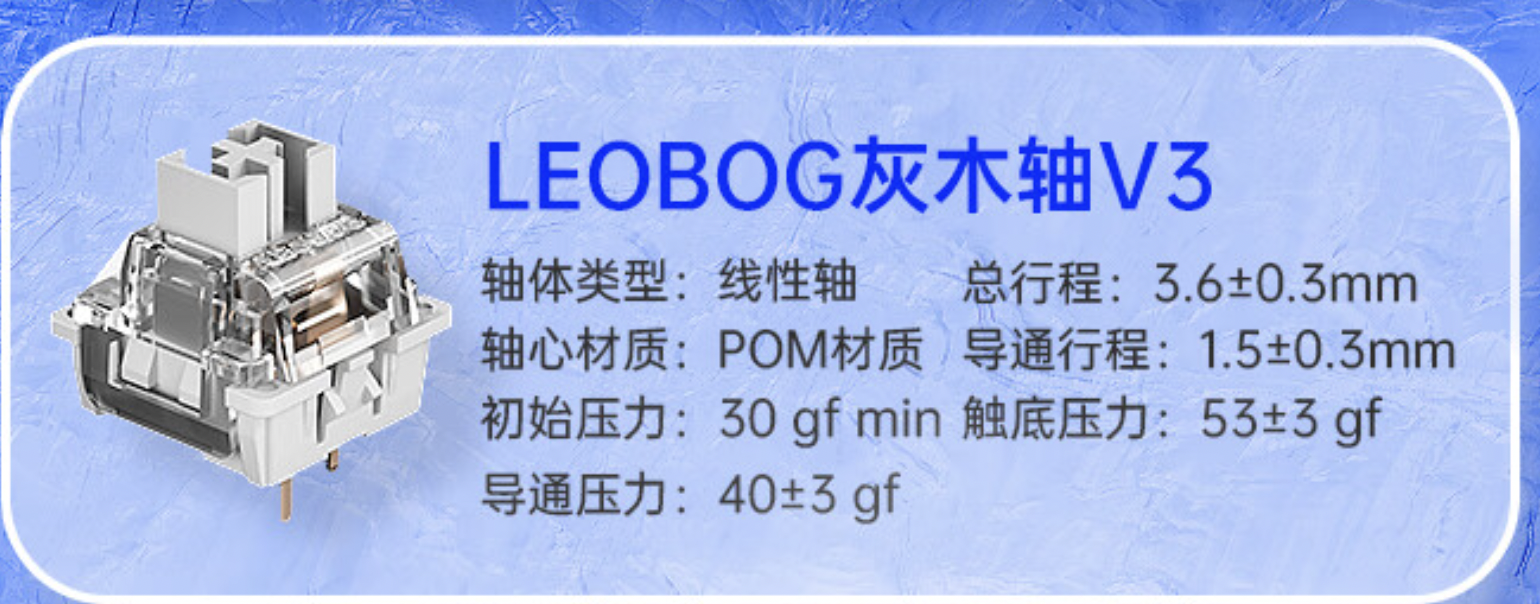 LEOBOG灰木轴V3
轴体类型：线性轴 总行程：3.6±0.3mm
轴心材质：POM材质 导通行程：1.5±0.3mm
初始压力：30 gf min 触底压力：53±3 gf
导通压力：40±3 gf